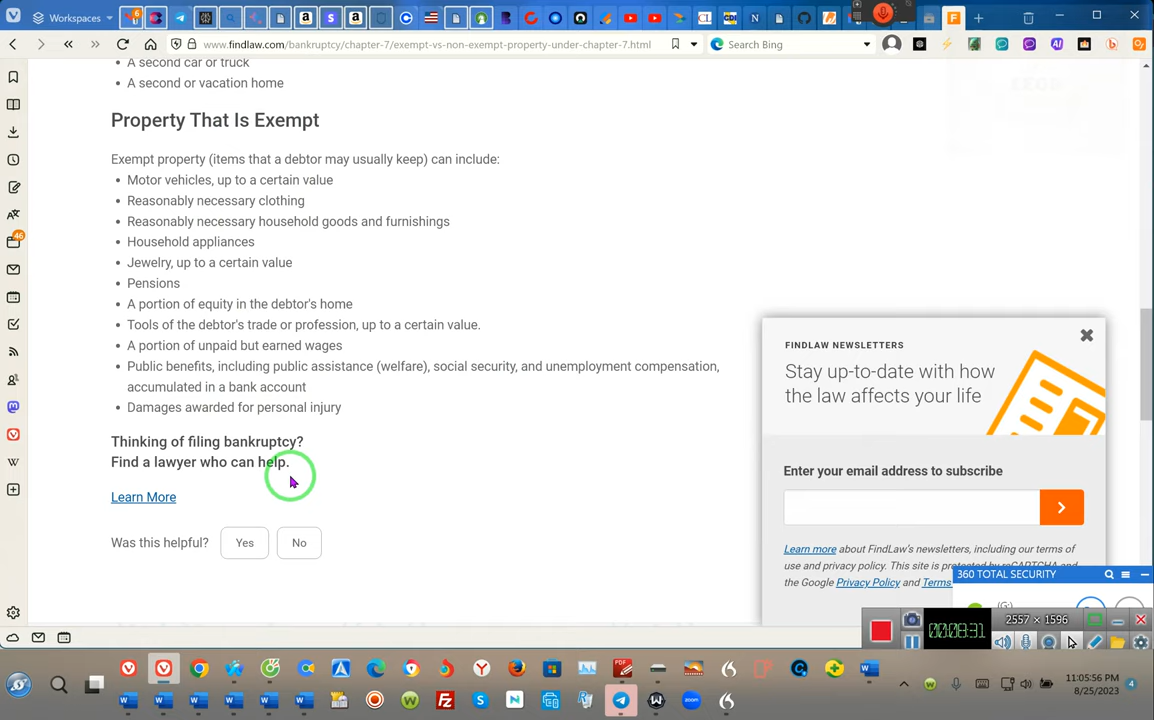 Workspaces
www.findlaw.com/bankruptcy/chapter-7/exempt-vs-non-exempt-property-under-chapter-7.html
Search Bing
A second car or truck
A second or vacation home
Property That Is Exempt
Exempt property (items that a debtor may usually keep) can include:
Motor vehicles, up to a certain value
Reasonably necessary clothing
Reasonably necessary household goods and furnishings
Household appliances
Jewelry, up to a certain value
Pensions
A portion of equity in the debtor's home
Tools of the debtor's trade or profession, up to a certain value.
A portion of unpaid but earned wages
Public benefits, including public assistance (welfare), social security, and unemployment compensation,
accumulated in a bank account
Damages awarded for personal injury
Thinking of filing bankruptcy?
Find a lawyer who can help.
Learn More
Was this helpful?
Yes
No
FINDLAW NEWSLETTERS
Stay up-to-date with how
the law affects your life
Enter your email address to subscribe
Learn more about FindLaw's newsletters, including our terms of
use and privacy policy. This site is protected by reCAPTCHA and
the Google Privacy Policy and Terms
360 TOTAL SECURITY
(G:)
00:08:31
2557 × 1596
46
11:05:56 PM
8/25/2023
4